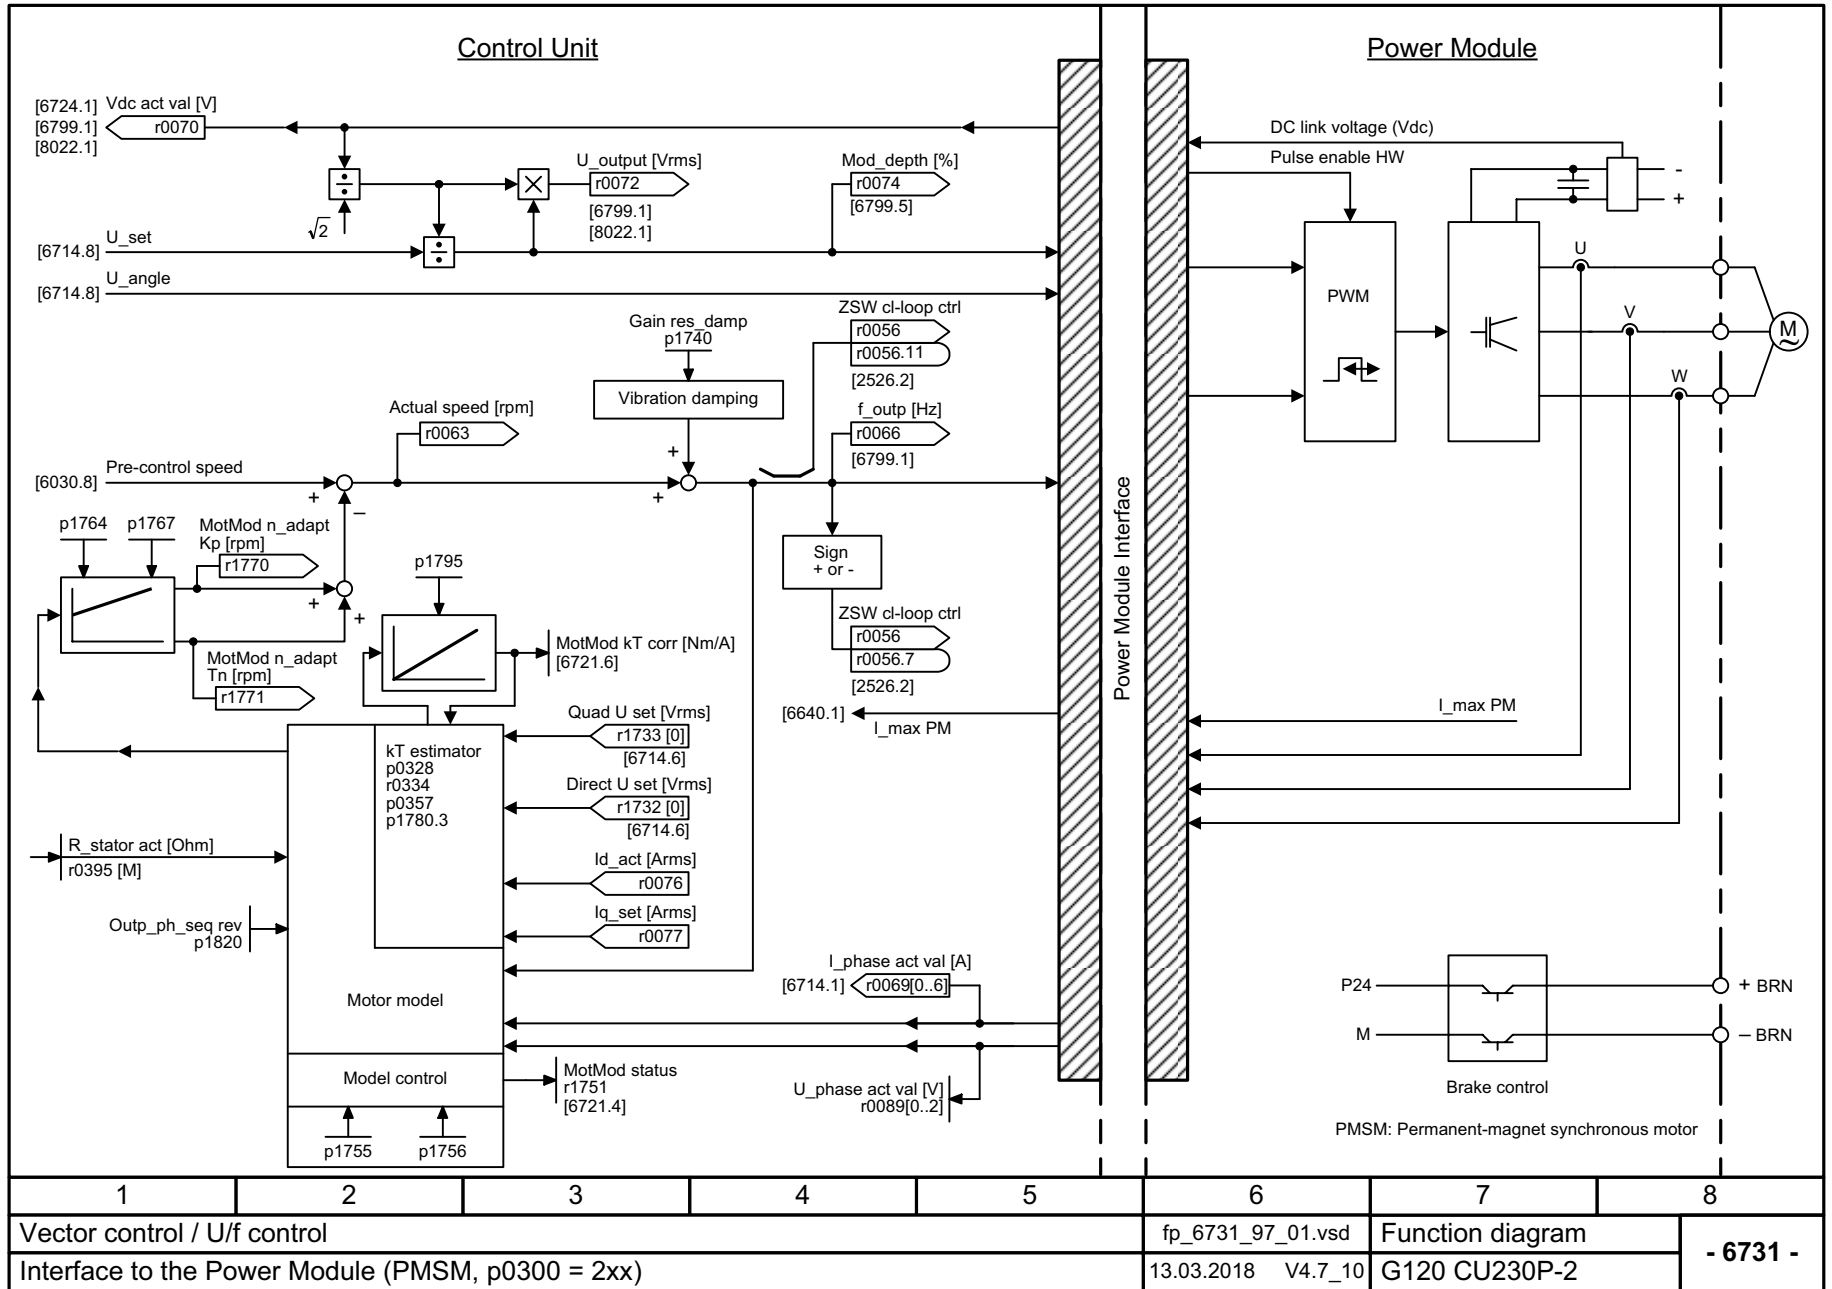 Control Unit
Power Module
[6724.1] Vdc act val [V]
[6799.1] r0070
[8022.1]
DC link voltage (Vdc)
Pulse enable HW
-
+
÷
√2
×
U_output [Vrms]
r0072
[6799.1]
[8022.1]
Mod_depth [%]
r0074
[6799.5]
[6714.8] U_set
÷
[6714.8] U_angle
U
V
W
PWM
M
~
Gain res_damp
p1740
Vibration damping
ZSW cl-loop ctrl
r0056
r0056.11
[2526.2]
Actual speed [rpm]
r0063
f_outp [Hz]
r0066
[6799.1]
[6030.8] Pre-control speed
+
–
+
+
p1764 p1767
MotMod n_adapt
Kp [rpm]
r1770
+
+
MotMod n_adapt
Tn [rpm]
r1771
p1795
MotMod kT corr [Nm/A]
[6721.6]
Sign
+ or -
ZSW cl-loop ctrl
r0056
r0056.7
[2526.2]
[6640.1]
I_max PM
Power Module Interface
I_max PM
kT estimator
p0328
r0334
p0357
p1780.3
Quad U set [Vrms]
r1733 [0]
[6714.6]
Direct U set [Vrms]
r1732 [0]
[6714.6]
Id_act [Arms]
r0076
Iq_set [Arms]
r0077
R_stator act [Ohm]
r0395 [M]
Outp_ph_seq rev
p1820
Motor model
Model control
p1755 p1756
MotMod status
r1751
[6721.4]
I_phase act val [A]
[6714.1] r0069[0..6]
U_phase act val [V]
r0089[0..2]
P24
M
+ BRN
– BRN
Brake control
PMSM: Permanent-magnet synchronous motor
1 2 3 4 5 6 7 8
Vector control / U/f control
fp_6731_97_01.vsd
Function diagram
- 6731 -
Interface to the Power Module (PMSM, p0300 = 2xx)
13.03.2018 V4.7_10
G120 CU230P-2